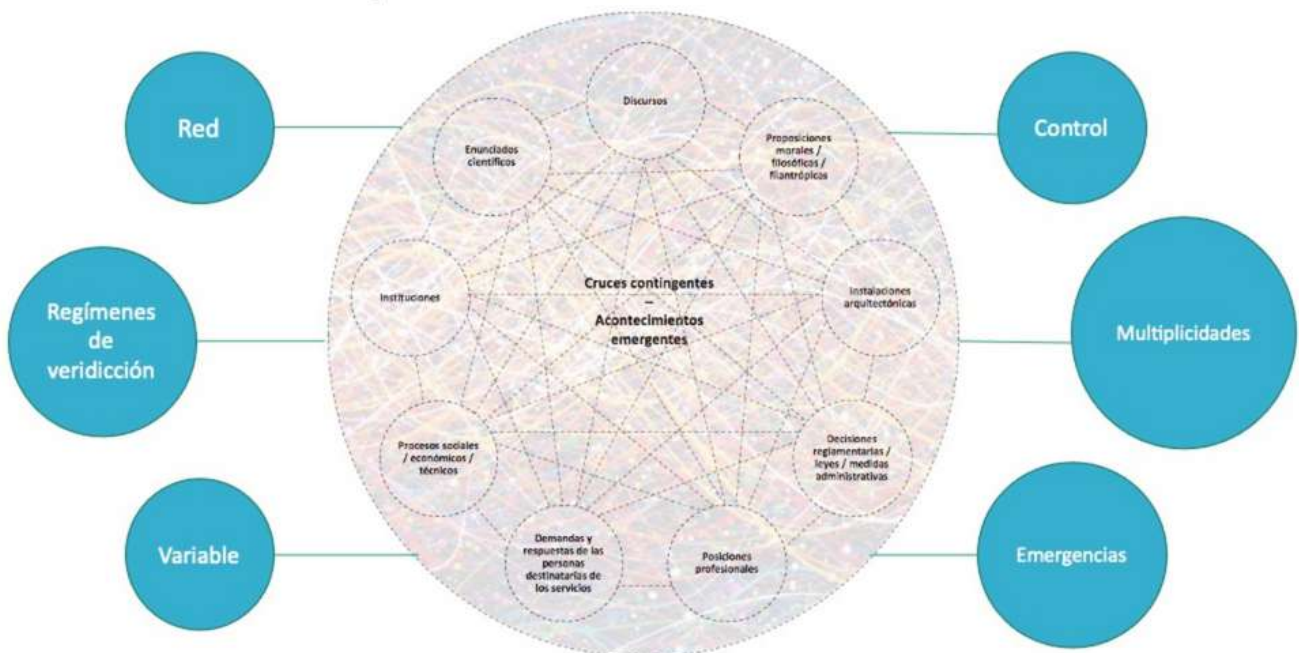 Red
Regímenes
de
veridicción
Variable
Discursos
Enunciados
científicos
Proposiciones
morales /
filosóficas /
filantrópicas
Instituciones
Cruces contingentes
–
Acontecimientos
emergentes
Instalaciones
arquitectónicas
Procesos sociales
/ económicos /
técnicos
Decisiones
reglamentarias /
leyes / medidas
administrativas
Demandas y
respuestas de las
personas
destinatarias de
los servicios
Posiciones
profesionales
Control
Multiplicidades
Emergencias